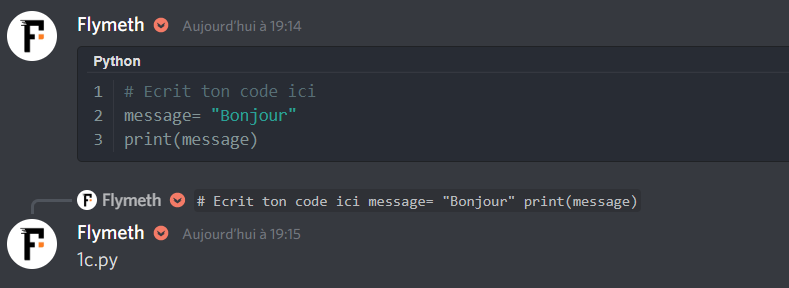 Flymeth Aujourd'hui à 19:14
Python
1 # Ecrit ton code ici
2 message= "Bonjour"
3 print(message)
Flymeth # Ecrit ton code ici message= "Bonjour" print(message)
Flymeth Aujourd'hui à 19:15
1c.py